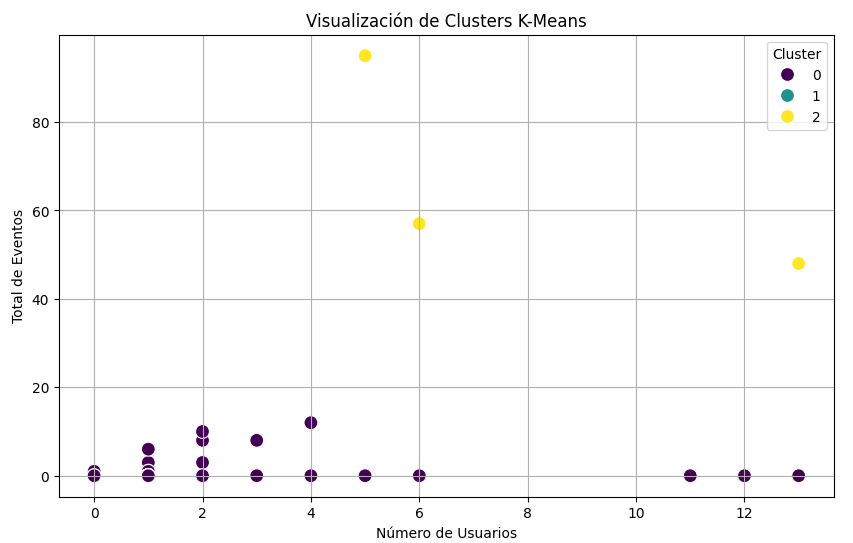 Visualización de Clusters K-Means
Cluster
0
1
2
Total de Eventos
80
60
40
20
0
0 2 4 6 8 10 12
Número de Usuarios